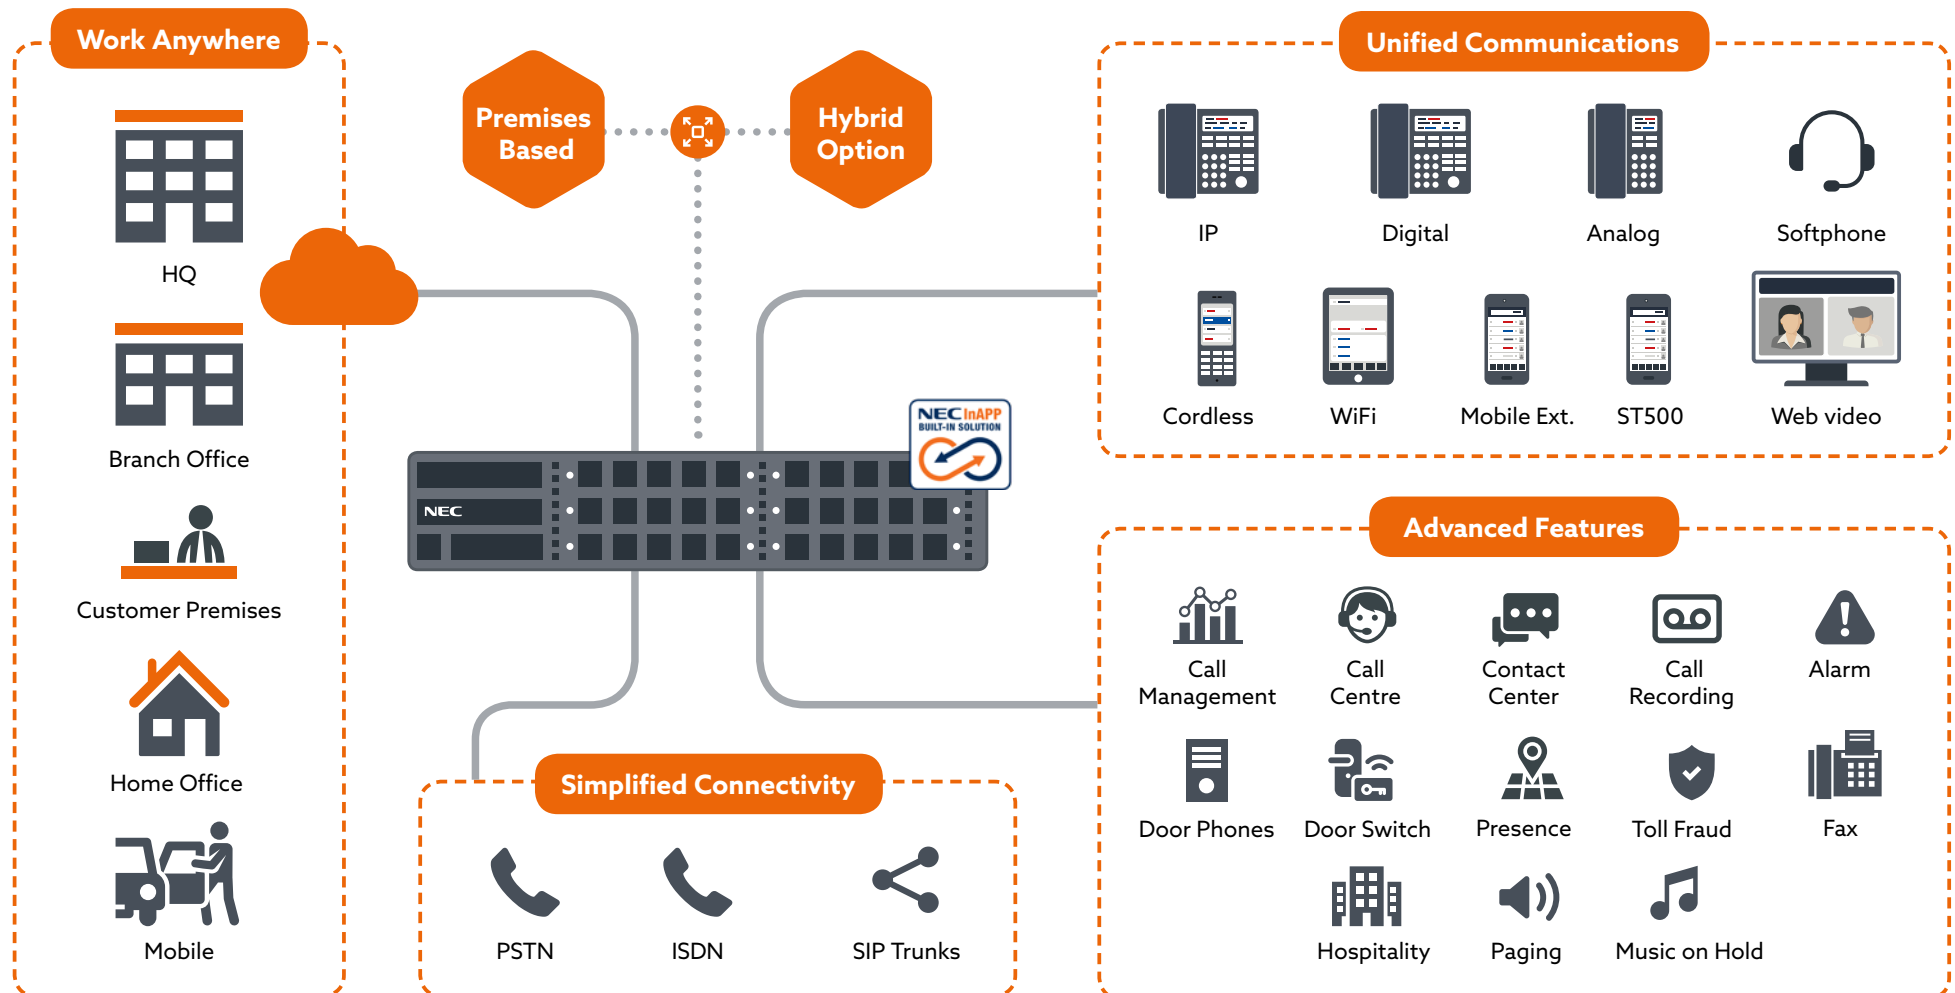 Work Anywhere
HQ
Branch Office
Customer Premises
Home Office
Mobile
Premises
Based
Hybrid
Option
NEC InAPP
BUILT-IN SOLUTION
NEC
Simplified Connectivity
PSTN
ISDN
SIP Trunks
Unified Communications
IP
Digital
Analog
Softphone
Cordless
WiFi
Mobile Ext.
ST500
Web video
Advanced Features
Call
Management
Call
Centre
Contact
Center
Call
Recording
Alarm
Door Phones
Door Switch
Presence
Toll Fraud
Fax
Hospitality
Paging
Music on Hold